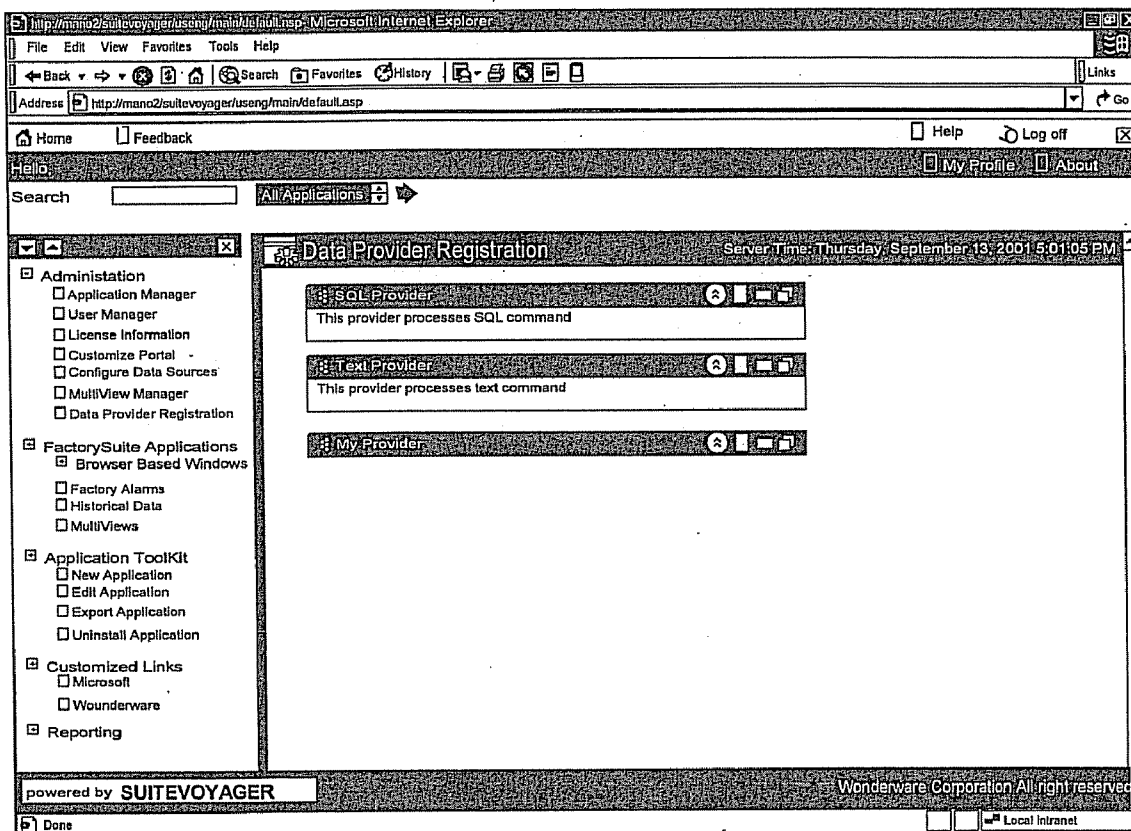 http://mano2/suitevoyager/useng/main/default.asp- Microsoft Internet Explorer
File Edit View Favorites Tools Help
Back Search Favorites History Links
Address http://mano2/suitevoyager/useng/main/default.asp Go
Home Feedback Help Log off
Hello, My Profile About
Search All Applications
Data Provider Registration Server Time: Thursday, September 13, 2001 5:01:05 PM
Administation
Application Manager
User Manager
License Information
Customize Portal
Configure Data Sources
MultiView Manager
Data Provider Registration
FactorySuite Applications
Browser Based Windows
Factory Alarms
Historical Data
MultiViews
Application ToolKit
New Application
Edit Application
Export Application
Uninstall Application
Customized Links
Microsoft
Wounderware
Reporting
SQL Provider
This provider processes SQL command
Text Provider
This provider processes text command
My Provider
powered by SUITEVOYAGER Wonderware Corporation All right reserved
Done Local Intranet